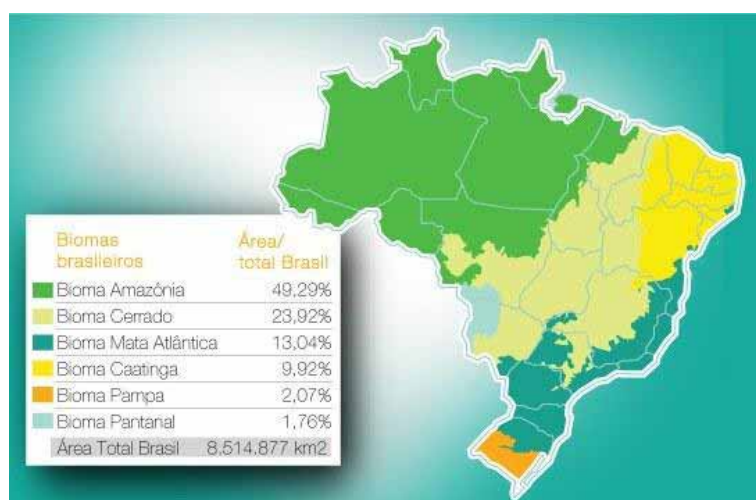 Biomas
brasileiros
Área/
total Brasil
Bioma Amazônia 49,29%
Bioma Cerrado 23,92%
Bioma Mata Atlântica 13,04%
Bioma Caatinga 9,92%
Bioma Pampa 2,07%
Bioma Pantanal 1,76%
Área Total Brasil 8.514.877 km2